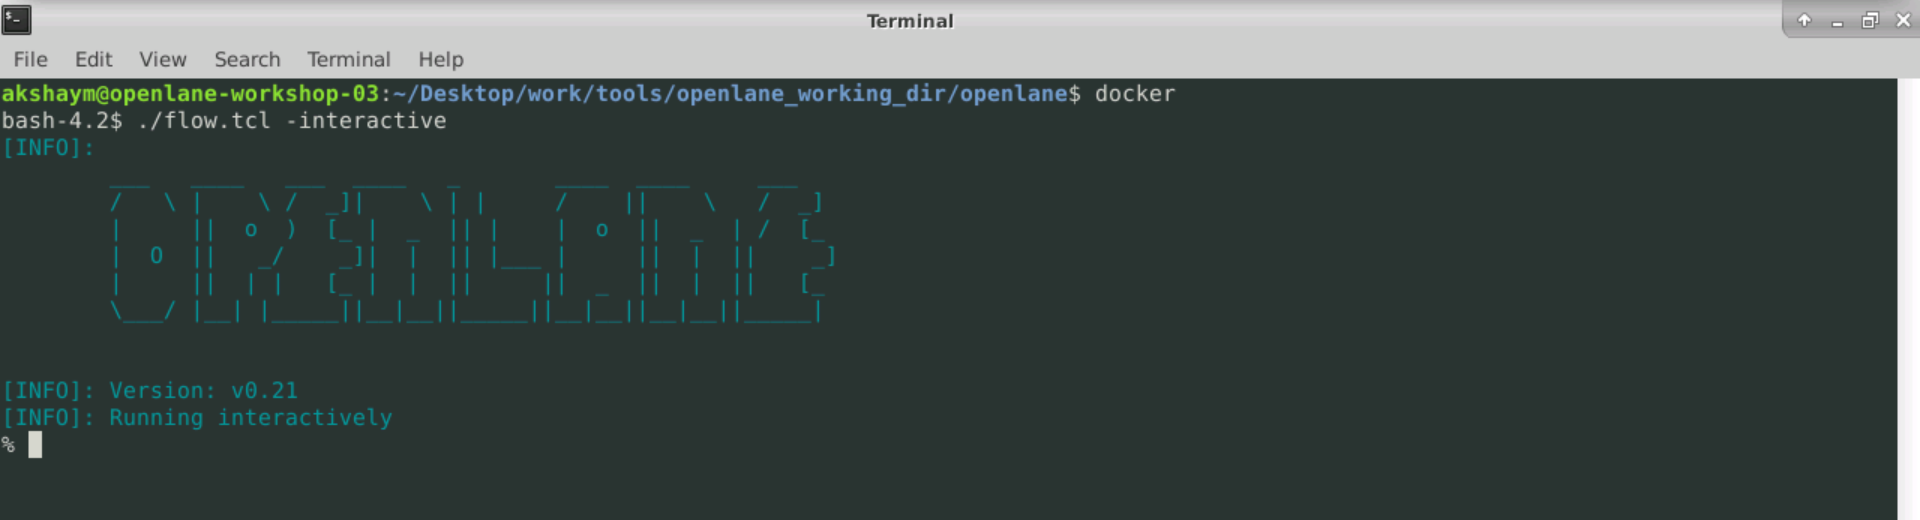 Terminal
File Edit View Search Terminal Help
akshaym@openlane-workshop-03:~/Desktop/work/tools/openlane_working_dir/openlane$ docker
bash-4.2$ ./flow.tcl -interactive
[INFO]:
OPENLANE
[INFO]: Version: v0.21
[INFO]: Running interactively
%